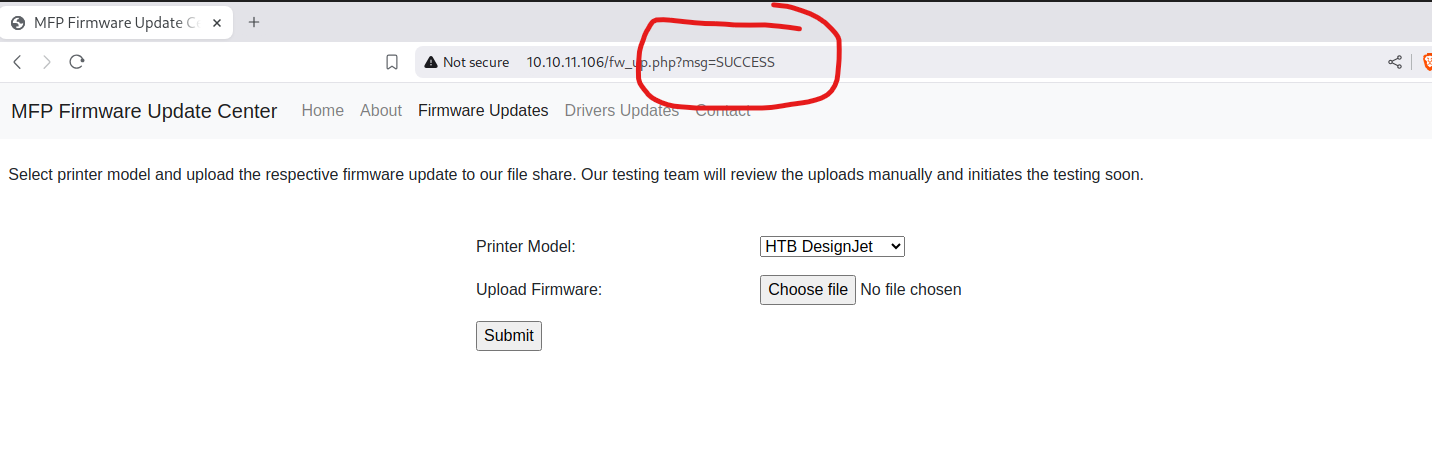 MFP Firmware Update Ce
Not secure 10.10.11.106/fw_up.php?msg=SUCCESS
MFP Firmware Update Center Home About Firmware Updates Drivers Updates Contact
Select printer model and upload the respective firmware update to our file share. Our testing team will review the uploads manually and initiates the testing soon.
Printer Model: HTB DesignJet
Upload Firmware: Choose file No file chosen
Submit